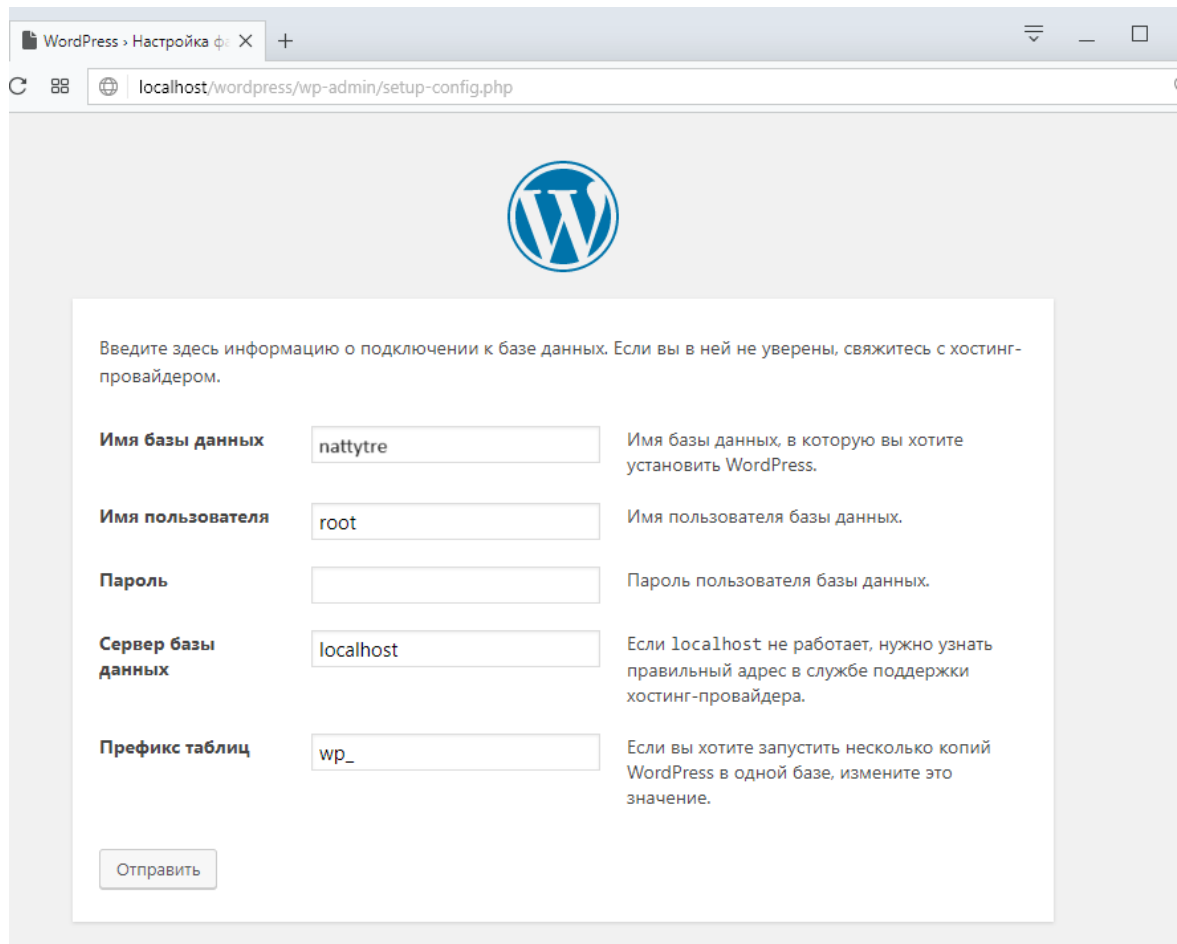 WordPress › Настройка фа
localhost/wordpress/wp-admin/setup-config.php
Введите здесь информацию о подключении к базе данных. Если вы в ней не уверены, свяжитесь с хостинг-
провайдером.
Имя базы данных
nattytre
Имя базы данных, в которую вы хотите
установить WordPress.
Имя пользователя
root
Имя пользователя базы данных.
Пароль
Пароль пользователя базы данных.
Сервер базы
данных
localhost
Если localhost не работает, нужно узнать
правильный адрес в службе поддержки
хостинг-провайдера.
Префикс таблиц
wp_
Если вы хотите запустить несколько копий
WordPress в одной базе, измените это
значение.
Отправить